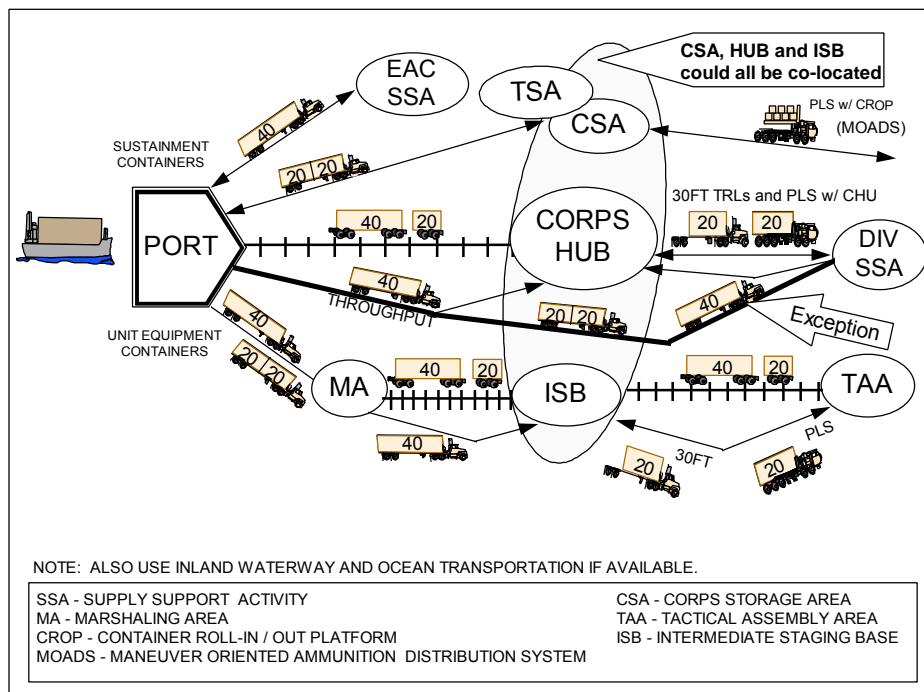 CSA, HUB and ISB
could all be co-located
EAC
SSA
TSA
CSA
PLS w/ CROP
(MOADS)
40
SUSTAINMENT
CONTAINERS
20 20
40 20
30FT TRLs and PLS w/ CHU
20 20
PORT
CORPS
HUB
DIV
SSA
40
THROUGHPUT
20 20
40
Exception
UNIT EQUIPMENT
CONTAINERS
40
20 20
MA
40 20
ISB
40 20
TAA
40
20
30FT
20
PLS
NOTE: ALSO USE INLAND WATERWAY AND OCEAN TRANSPORTATION IF AVAILABLE.
SSA - SUPPLY SUPPORT ACTIVITY
MA - MARSHALING AREA
CROP - CONTAINER ROLL-IN / OUT PLATFORM
MOADS - MANEUVER ORIENTED AMMUNITION DISTRIBUTION SYSTEM
CSA - CORPS STORAGE AREA
TAA - TACTICAL ASSEMBLY AREA
ISB - INTERMEDIATE STAGING BASE